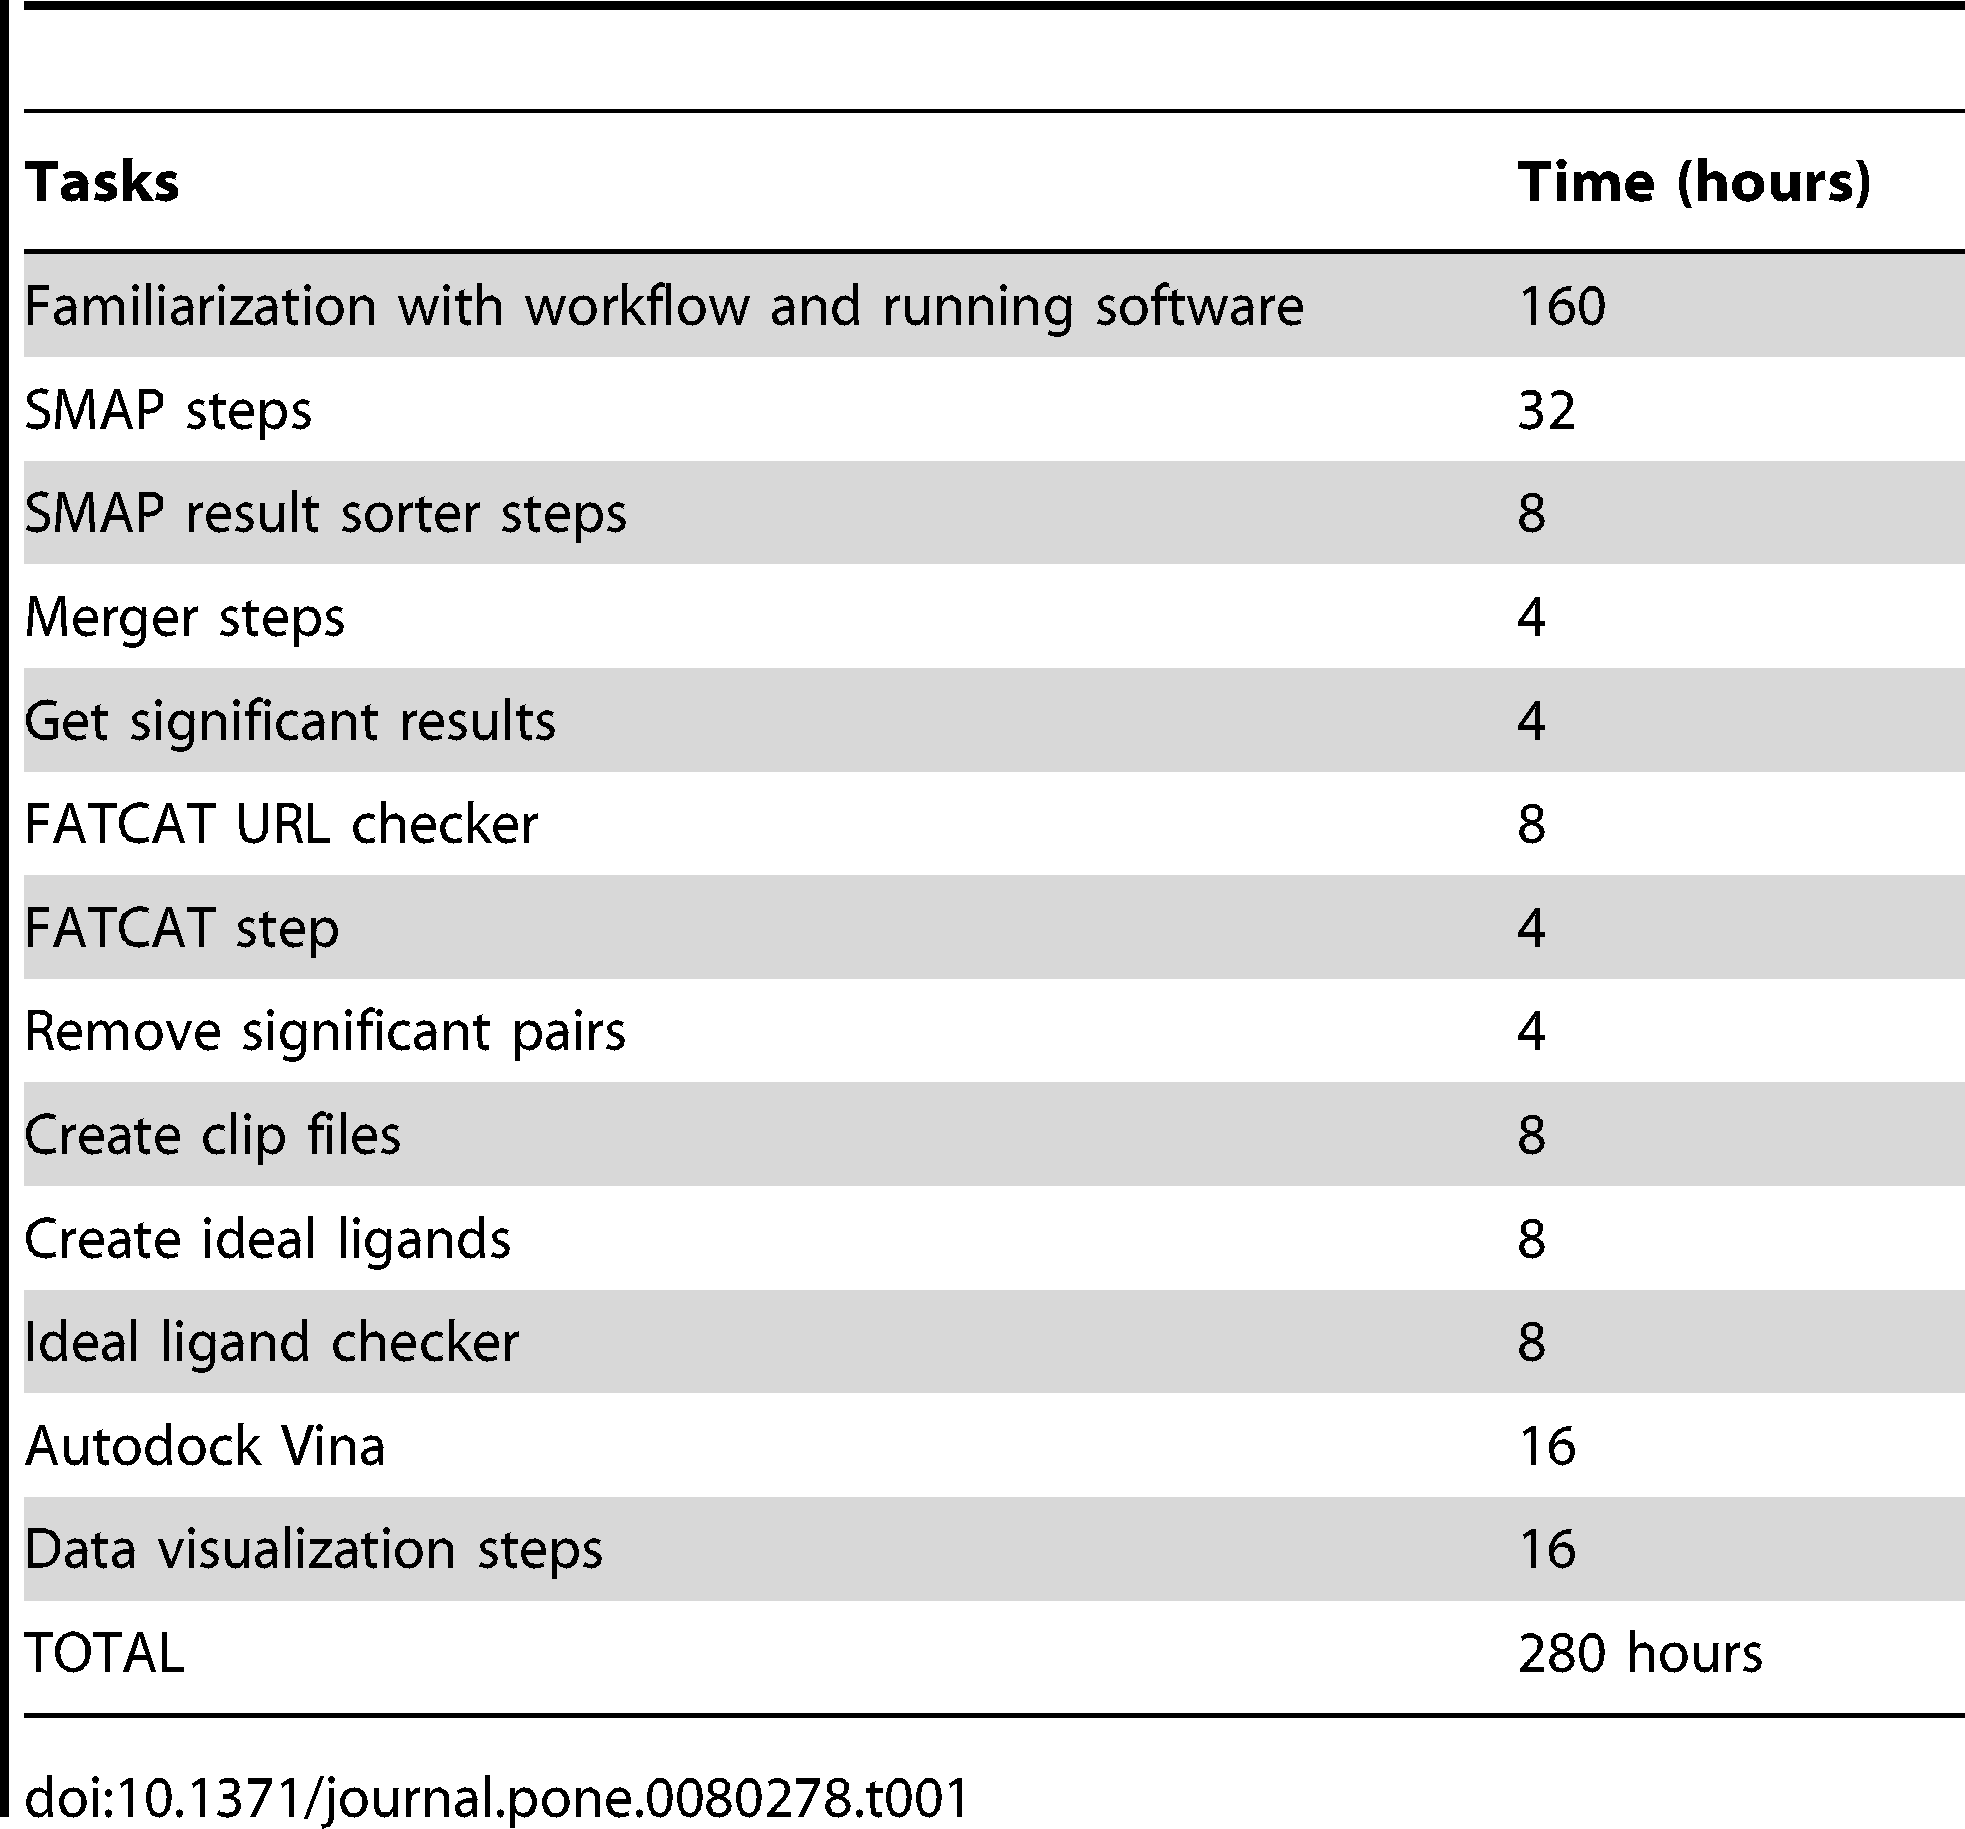 Tasks Time (hours)
Familiarization with workflow and running software 160
SMAP steps 32
SMAP result sorter steps 8
Merger steps 4
Get significant results 4
FATCAT URL checker 8
FATCAT step 4
Remove significant pairs 4
Create clip files 8
Create ideal ligands 8
Ideal ligand checker 8
Autodock Vina 16
Data visualization steps 16
TOTAL 280 hours
doi:10.1371/journal.pone.0080278.t001